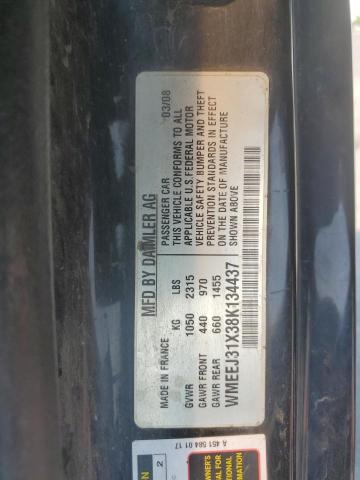 MFD BY DAIMLER AG 03/08
PASSENGER CAR
THIS VEHICLE CONFORMS TO ALL
APPLICABLE U.S. FEDERAL MOTOR
VEHICLE SAFETY BUMPER AND THEFT
PREVENTION STANDARDS IN EFFECT
ON THE DATE OF MANUFACTURE
SHOWN ABOVE
MADE IN FRANCE KG LBS
GVWR 1050 2315
GAWR FRONT 440 970
GAWR REAR 660 1455
WMEEJ31X38K134437
A 451 584 01 17
2